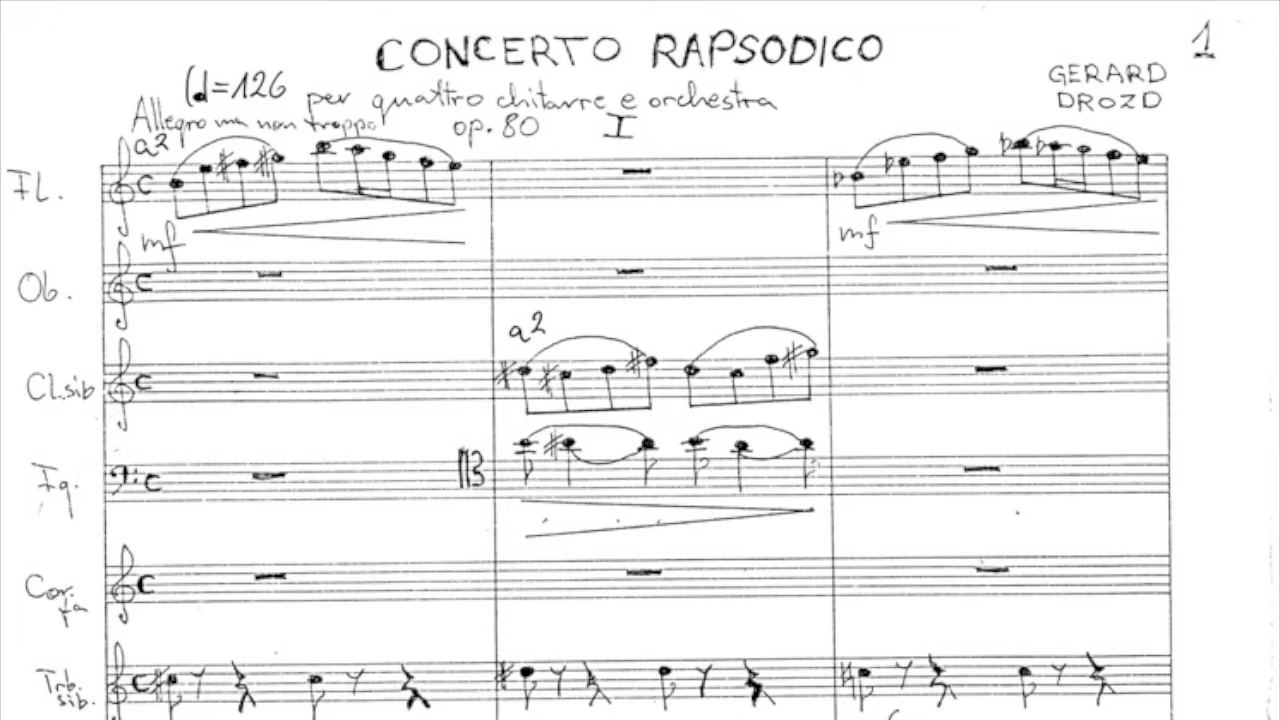 CONCERTO RAPSODICO
1
(♩=126 per quattro chitarre e orchestra
GERARD
DROZD
Allegro ma non troppo op. 80 I
a2
FL.
mf
mf
Ob.
a2
Cl.sib
Fg.
Cor.
fa
Trb.
sib.